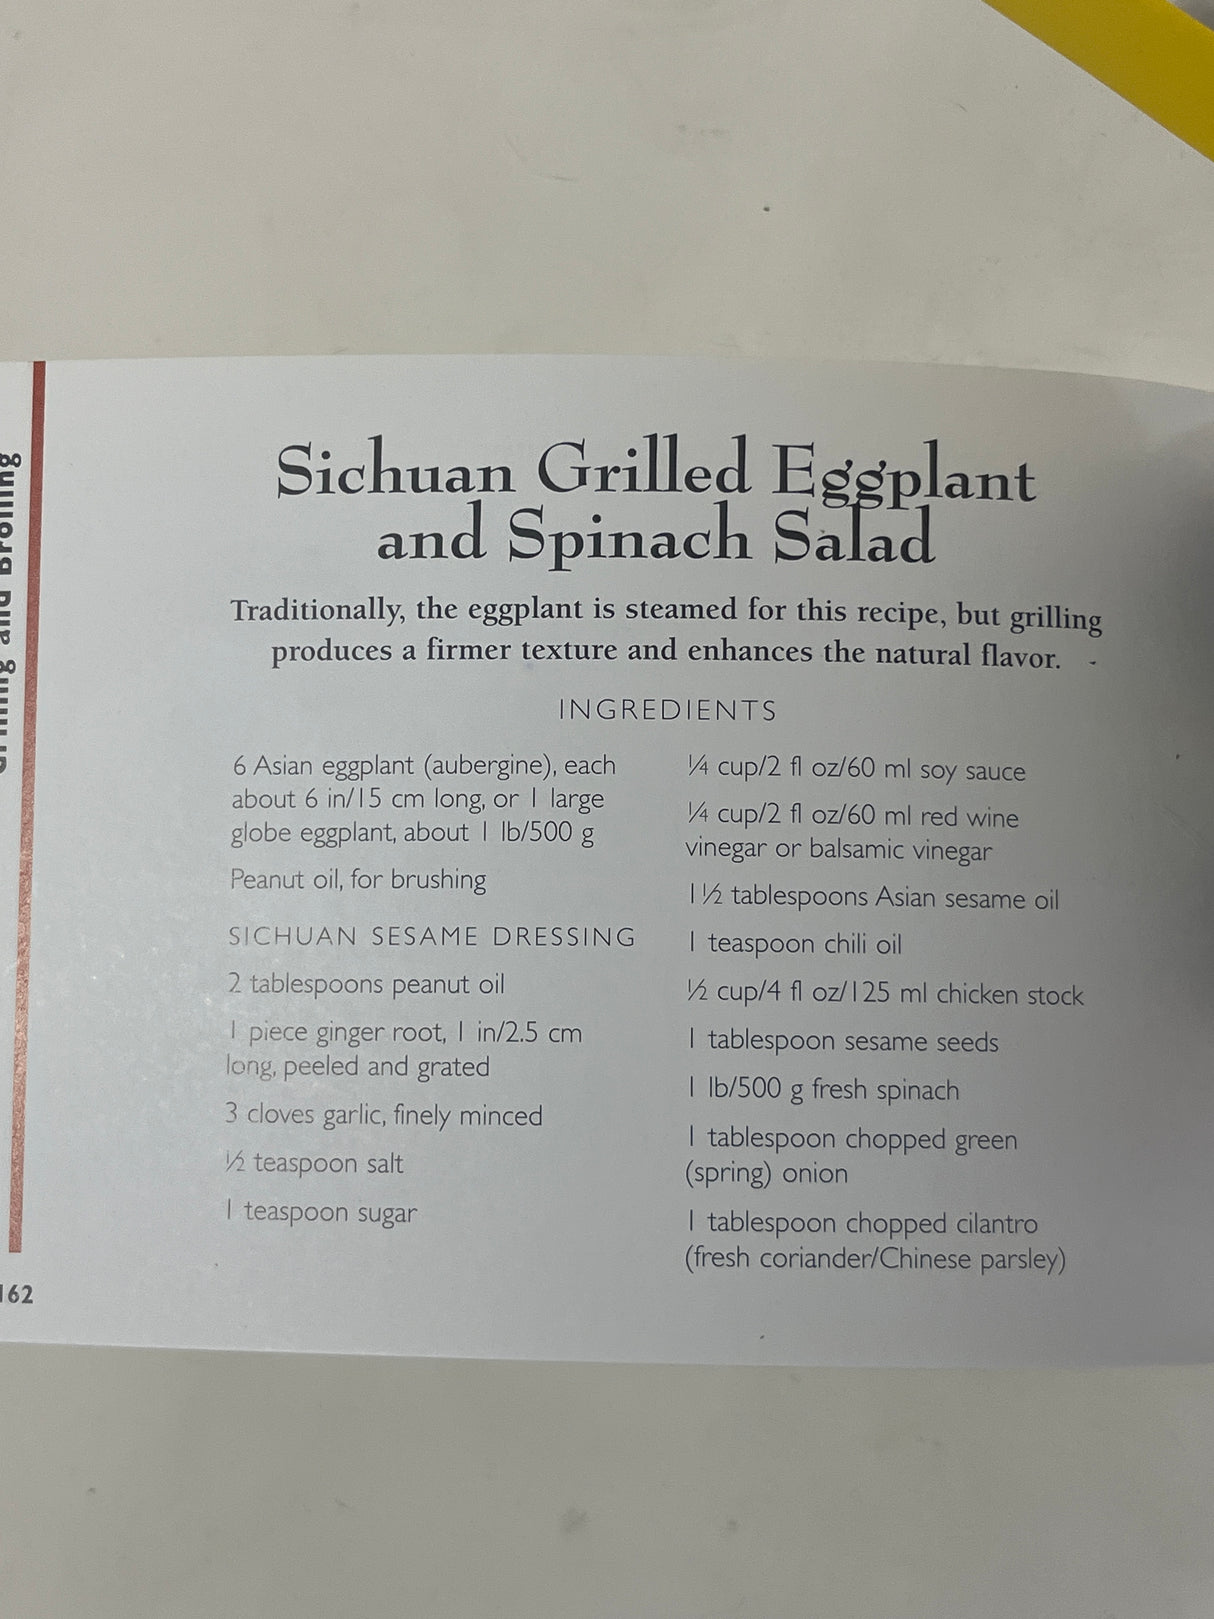 Grilling and Broiling
162
Sichuan Grilled Eggplant
and Spinach Salad
Traditionally, the eggplant is steamed for this recipe, but grilling
produces a firmer texture and enhances the natural flavor.
INGREDIENTS
6 Asian eggplant (aubergine), each
about 6 in/15 cm long, or 1 large
globe eggplant, about 1 lb/500 g
Peanut oil, for brushing
SICHUAN SESAME DRESSING
2 tablespoons peanut oil
1 piece ginger root, 1 in/2.5 cm
long, peeled and grated
3 cloves garlic, finely minced
½ teaspoon salt
1 teaspoon sugar
¼ cup/2 fl oz/60 ml soy sauce
¼ cup/2 fl oz/60 ml red wine
vinegar or balsamic vinegar
1½ tablespoons Asian sesame oil
1 teaspoon chili oil
½ cup/4 fl oz/125 ml chicken stock
1 tablespoon sesame seeds
1 lb/500 g fresh spinach
1 tablespoon chopped green
(spring) onion
1 tablespoon chopped cilantro
(fresh coriander/Chinese parsley)